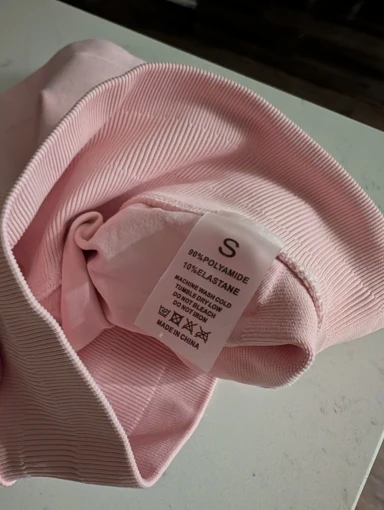 S
90%POLYAMIDE
10%ELASTANE
MACHINE WASH COLD
TUMBLE DRY LOW
DO NOT BLEACH
DO NOT IRON
MADE IN CHINA